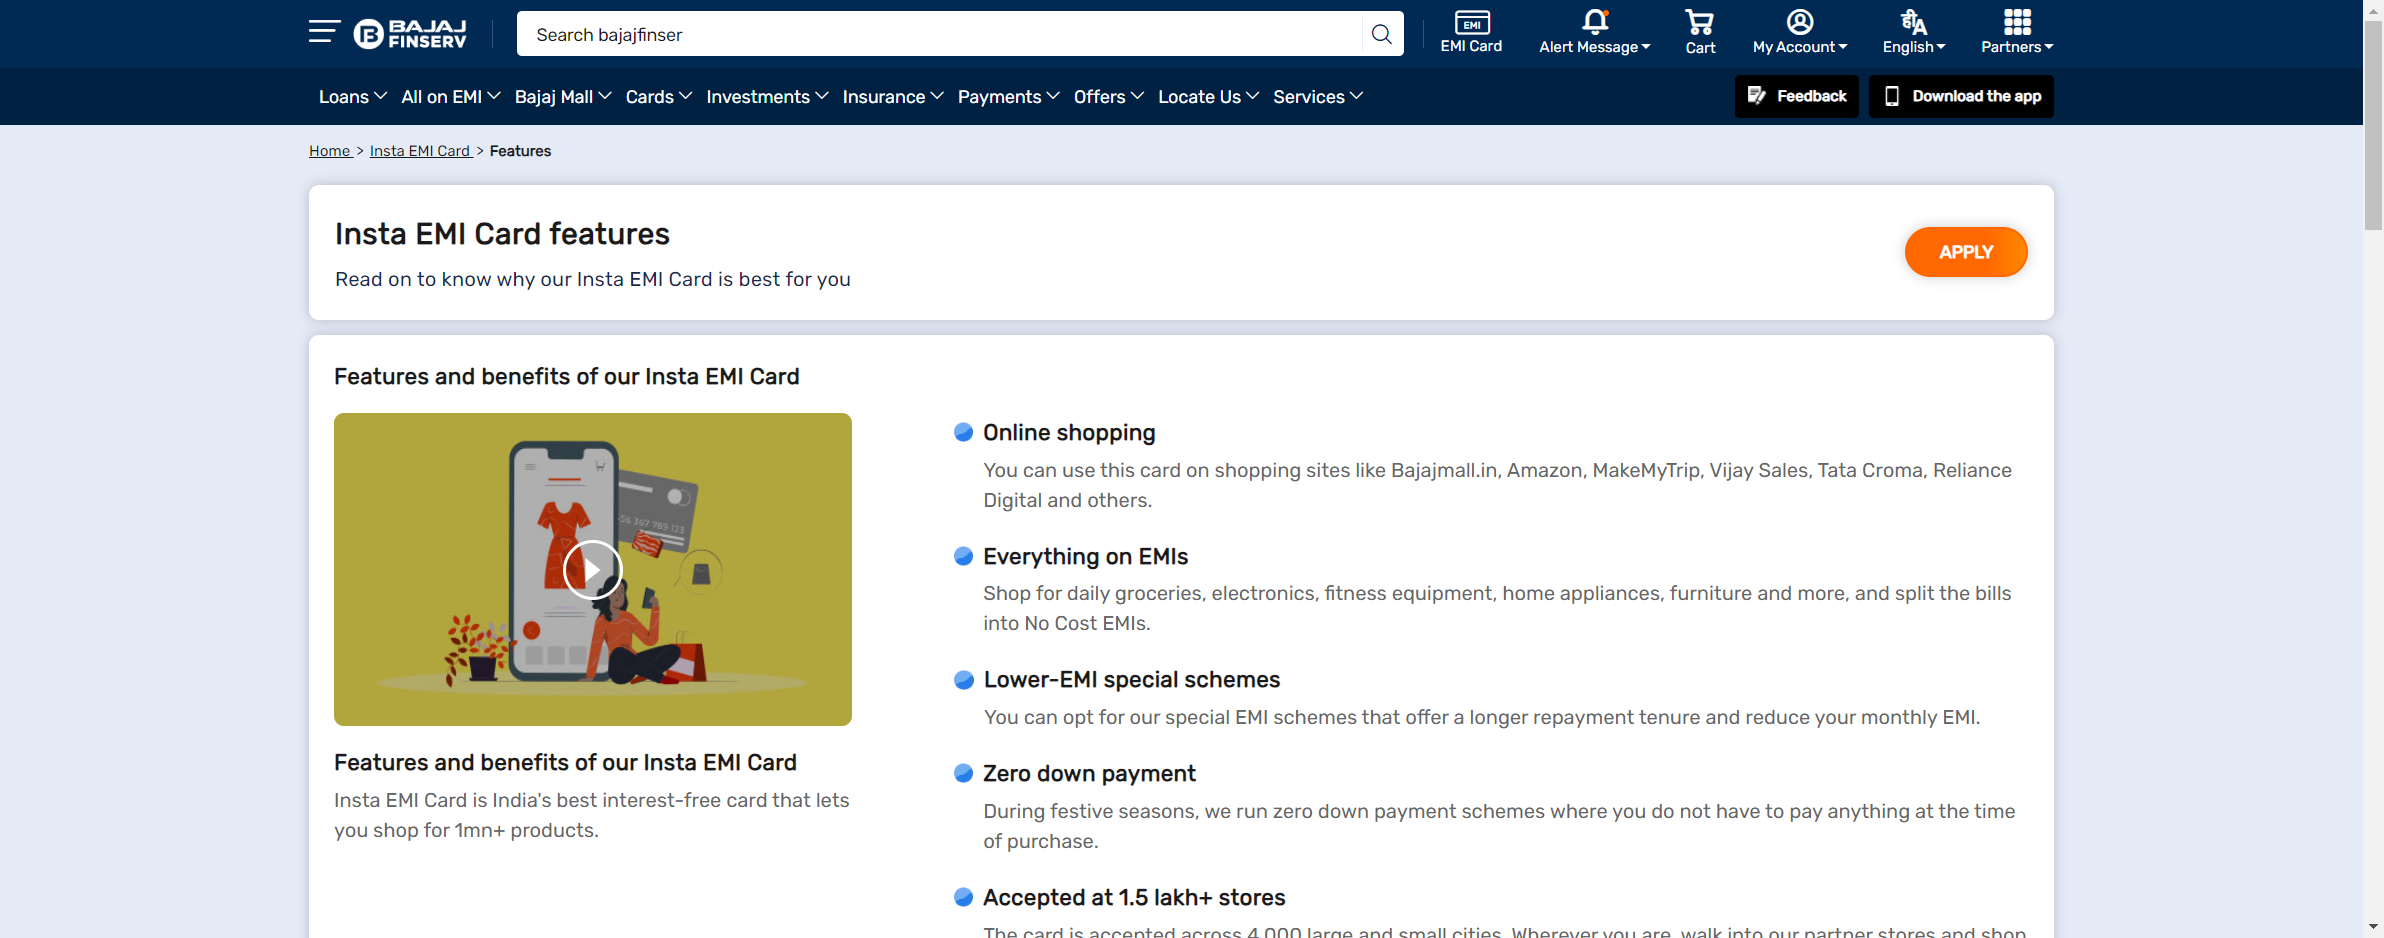 BAJAJ
FINSERV
Search bajajfinser
EMI
EMI Card
Alert Message
Cart
My Account
हीA
English
Partners
Loans All on EMI Bajaj Mall Cards Investments Insurance Payments Offers Locate Us Services
Feedback
Download the app
Home > Insta EMI Card > Features
Insta EMI Card features
Read on to know why our Insta EMI Card is best for you
APPLY
Features and benefits of our Insta EMI Card
56 367 789 123
Features and benefits of our Insta EMI Card
Insta EMI Card is India's best interest-free card that lets
you shop for 1mn+ products.
Online shopping
You can use this card on shopping sites like Bajajmall.in, Amazon, MakeMyTrip, Vijay Sales, Tata Croma, Reliance
Digital and others.
Everything on EMIs
Shop for daily groceries, electronics, fitness equipment, home appliances, furniture and more, and split the bills
into No Cost EMIs.
Lower-EMI special schemes
You can opt for our special EMI schemes that offer a longer repayment tenure and reduce your monthly EMI.
Zero down payment
During festive seasons, we run zero down payment schemes where you do not have to pay anything at the time
of purchase.
Accepted at 1.5 lakh+ stores
The card is accepted across 4,000 large and small cities. Wherever you are, walk into our partner stores and shop